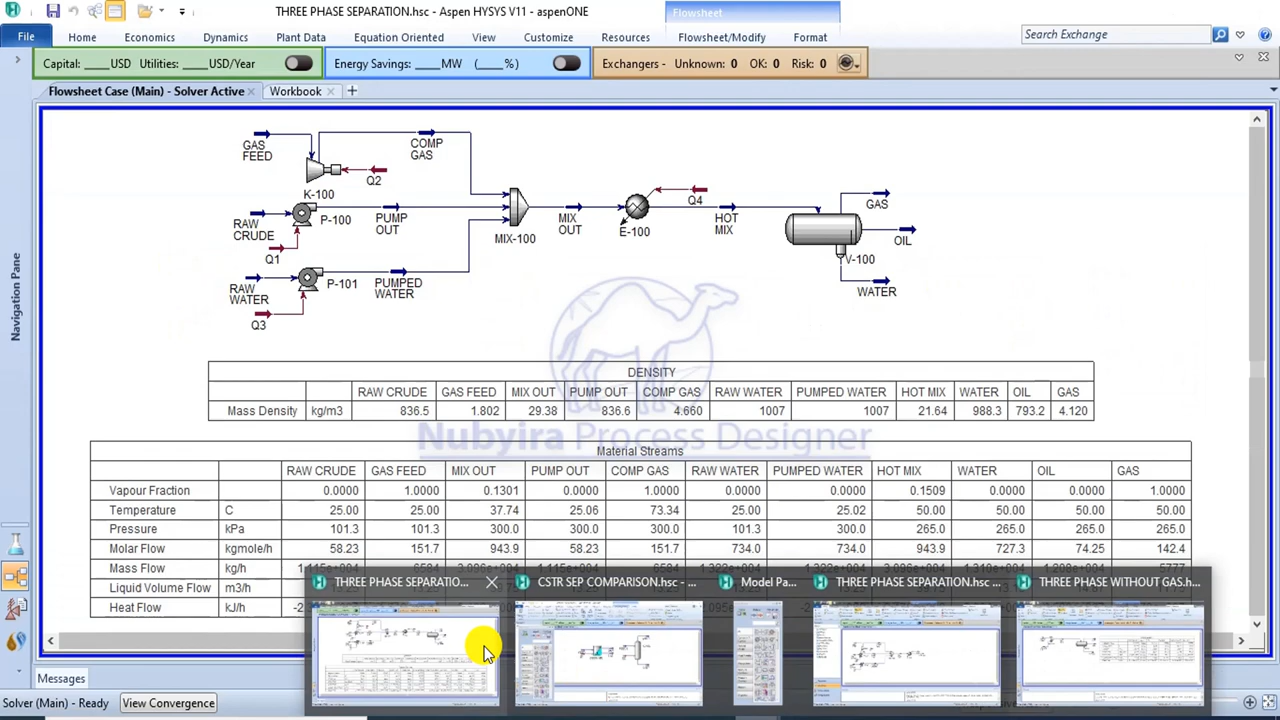 THREE PHASE SEPARATION.hsc - Aspen HYSYS V11 - aspenONE
Flowsheet
File Home Economics Dynamics Plant Data Equation Oriented View Customize Resources Flowsheet/Modify Format
Search Exchange
Capital: ____USD Utilities: ____USD/Year
Energy Savings: ____MW (____%)
Exchangers - Unknown: 0 OK: 0 Risk: 0
Flowsheet Case (Main) - Solver Active
Workbook
Navigation Pane
GAS FEED
COMP GAS
Q2
K-100
RAW CRUDE
P-100
PUMP OUT
Q1
RAW WATER
P-101
PUMPED WATER
Q3
MIX-100
MIX OUT
E-100
Q4
HOT MIX
GAS
OIL
V-100
WATER
DENSITY
RAW CRUDE GAS FEED MIX OUT PUMP OUT COMP GAS RAW WATER PUMPED WATER HOT MIX WATER OIL GAS
Mass Density kg/m3 836.5 1.802 29.38 836.6 4.660 1007 1007 21.64 988.3 793.2 4.120
Nubyira Process Designer
Material Streams
RAW CRUDE GAS FEED MIX OUT PUMP OUT COMP GAS RAW WATER PUMPED WATER HOT MIX WATER OIL GAS
Vapour Fraction 0.0000 1.0000 0.1301 0.0000 1.0000 0.0000 0.0000 0.1509 0.0000 0.0000 1.0000
Temperature C 25.00 25.00 37.74 25.06 73.34 25.00 25.02 50.00 50.00 50.00 50.00
Pressure kPa 101.3 101.3 300.0 300.0 300.0 101.3 300.0 265.0 265.0 265.0 265.0
Molar Flow kgmole/h 58.23 151.7 943.9 58.23 151.7 734.0 734.0 943.9 727.3 74.25 142.4
Mass Flow kg/h
Liquid Volume Flow m3/h
Heat Flow kJ/h
THREE PHASE SEPARATIO...
CSTR SEP COMPARISON.hsc - ...
Model Pa...
THREE PHASE SEPARATION.hsc ...
THREE PHASE WITHOUT GAS.h...
Messages
Solver (Main): Ready
Convergence